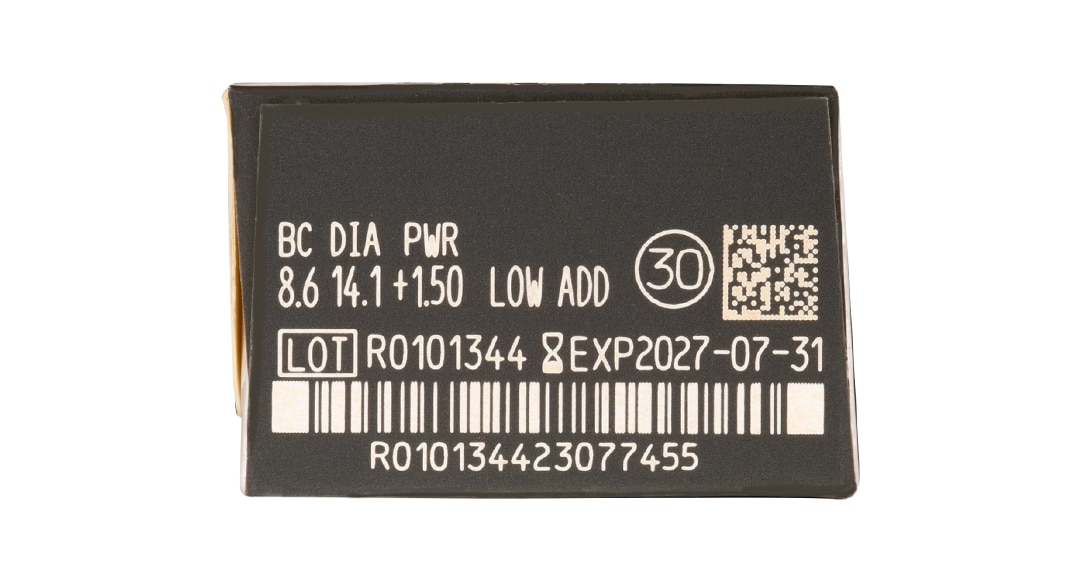 BC DIA PWR
8.6 14.1 +1.50 LOW ADD
30
LOT R0101344 EXP2027-07-31
R010134423077455